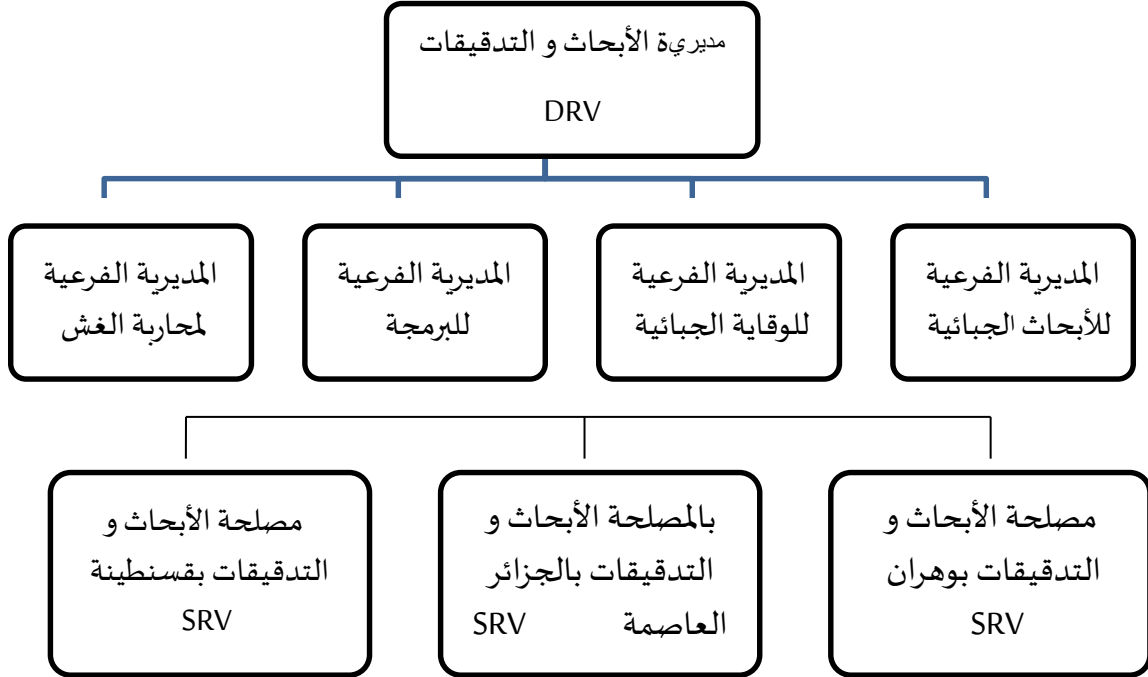 مديرية الأبحاث و التدقيقات
DRV
المديرية الفرعية
للأبحاث الجبائية
المديرية الفرعية
للوقاية الجبائية
المديرية الفرعية
للبرمجة
المديرية الفرعية
لمحاربة الغش
مصلحة الأبحاث و
التدقيقات بوهران
SRV
بالمصلحة الأبحاث و
التدقيقات بالجزائر
العاصمة SRV
مصلحة الأبحاث و
التدقيقات بقسنطينة
SRV